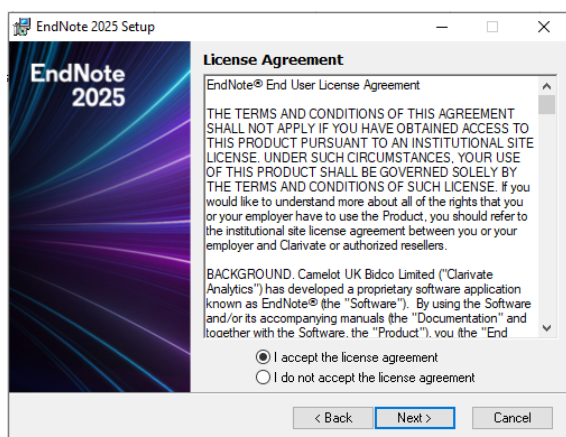 EndNote 2025 Setup
EndNote
2025
License Agreement
EndNote® End User License Agreement
THE TERMS AND CONDITIONS OF THIS AGREEMENT
SHALL NOT APPLY IF YOU HAVE OBTAINED ACCESS TO
THIS PRODUCT PURSUANT TO AN INSTITUTIONAL SITE
LICENSE. UNDER SUCH CIRCUMSTANCES, YOUR USE
OF THIS PRODUCT SHALL BE GOVERNED SOLELY BY
THE TERMS AND CONDITIONS OF SUCH LICENSE. If you
would like to understand more about all of the rights that you
or your employer have to use the Product, you should refer to
the institutional site license agreement between you or your
employer and Clarivate or authorized resellers.
BACKGROUND. Camelot UK Bidco Limited ("Clarivate
Analytics") has developed a proprietary software application
known as EndNote® (the "Software"). By using the Software
and/or its accompanying manuals (the "Documentation" and
together with the Software, the "Product"), you (the "End
I accept the license agreement
I do not accept the license agreement
< Back
Next >
Cancel